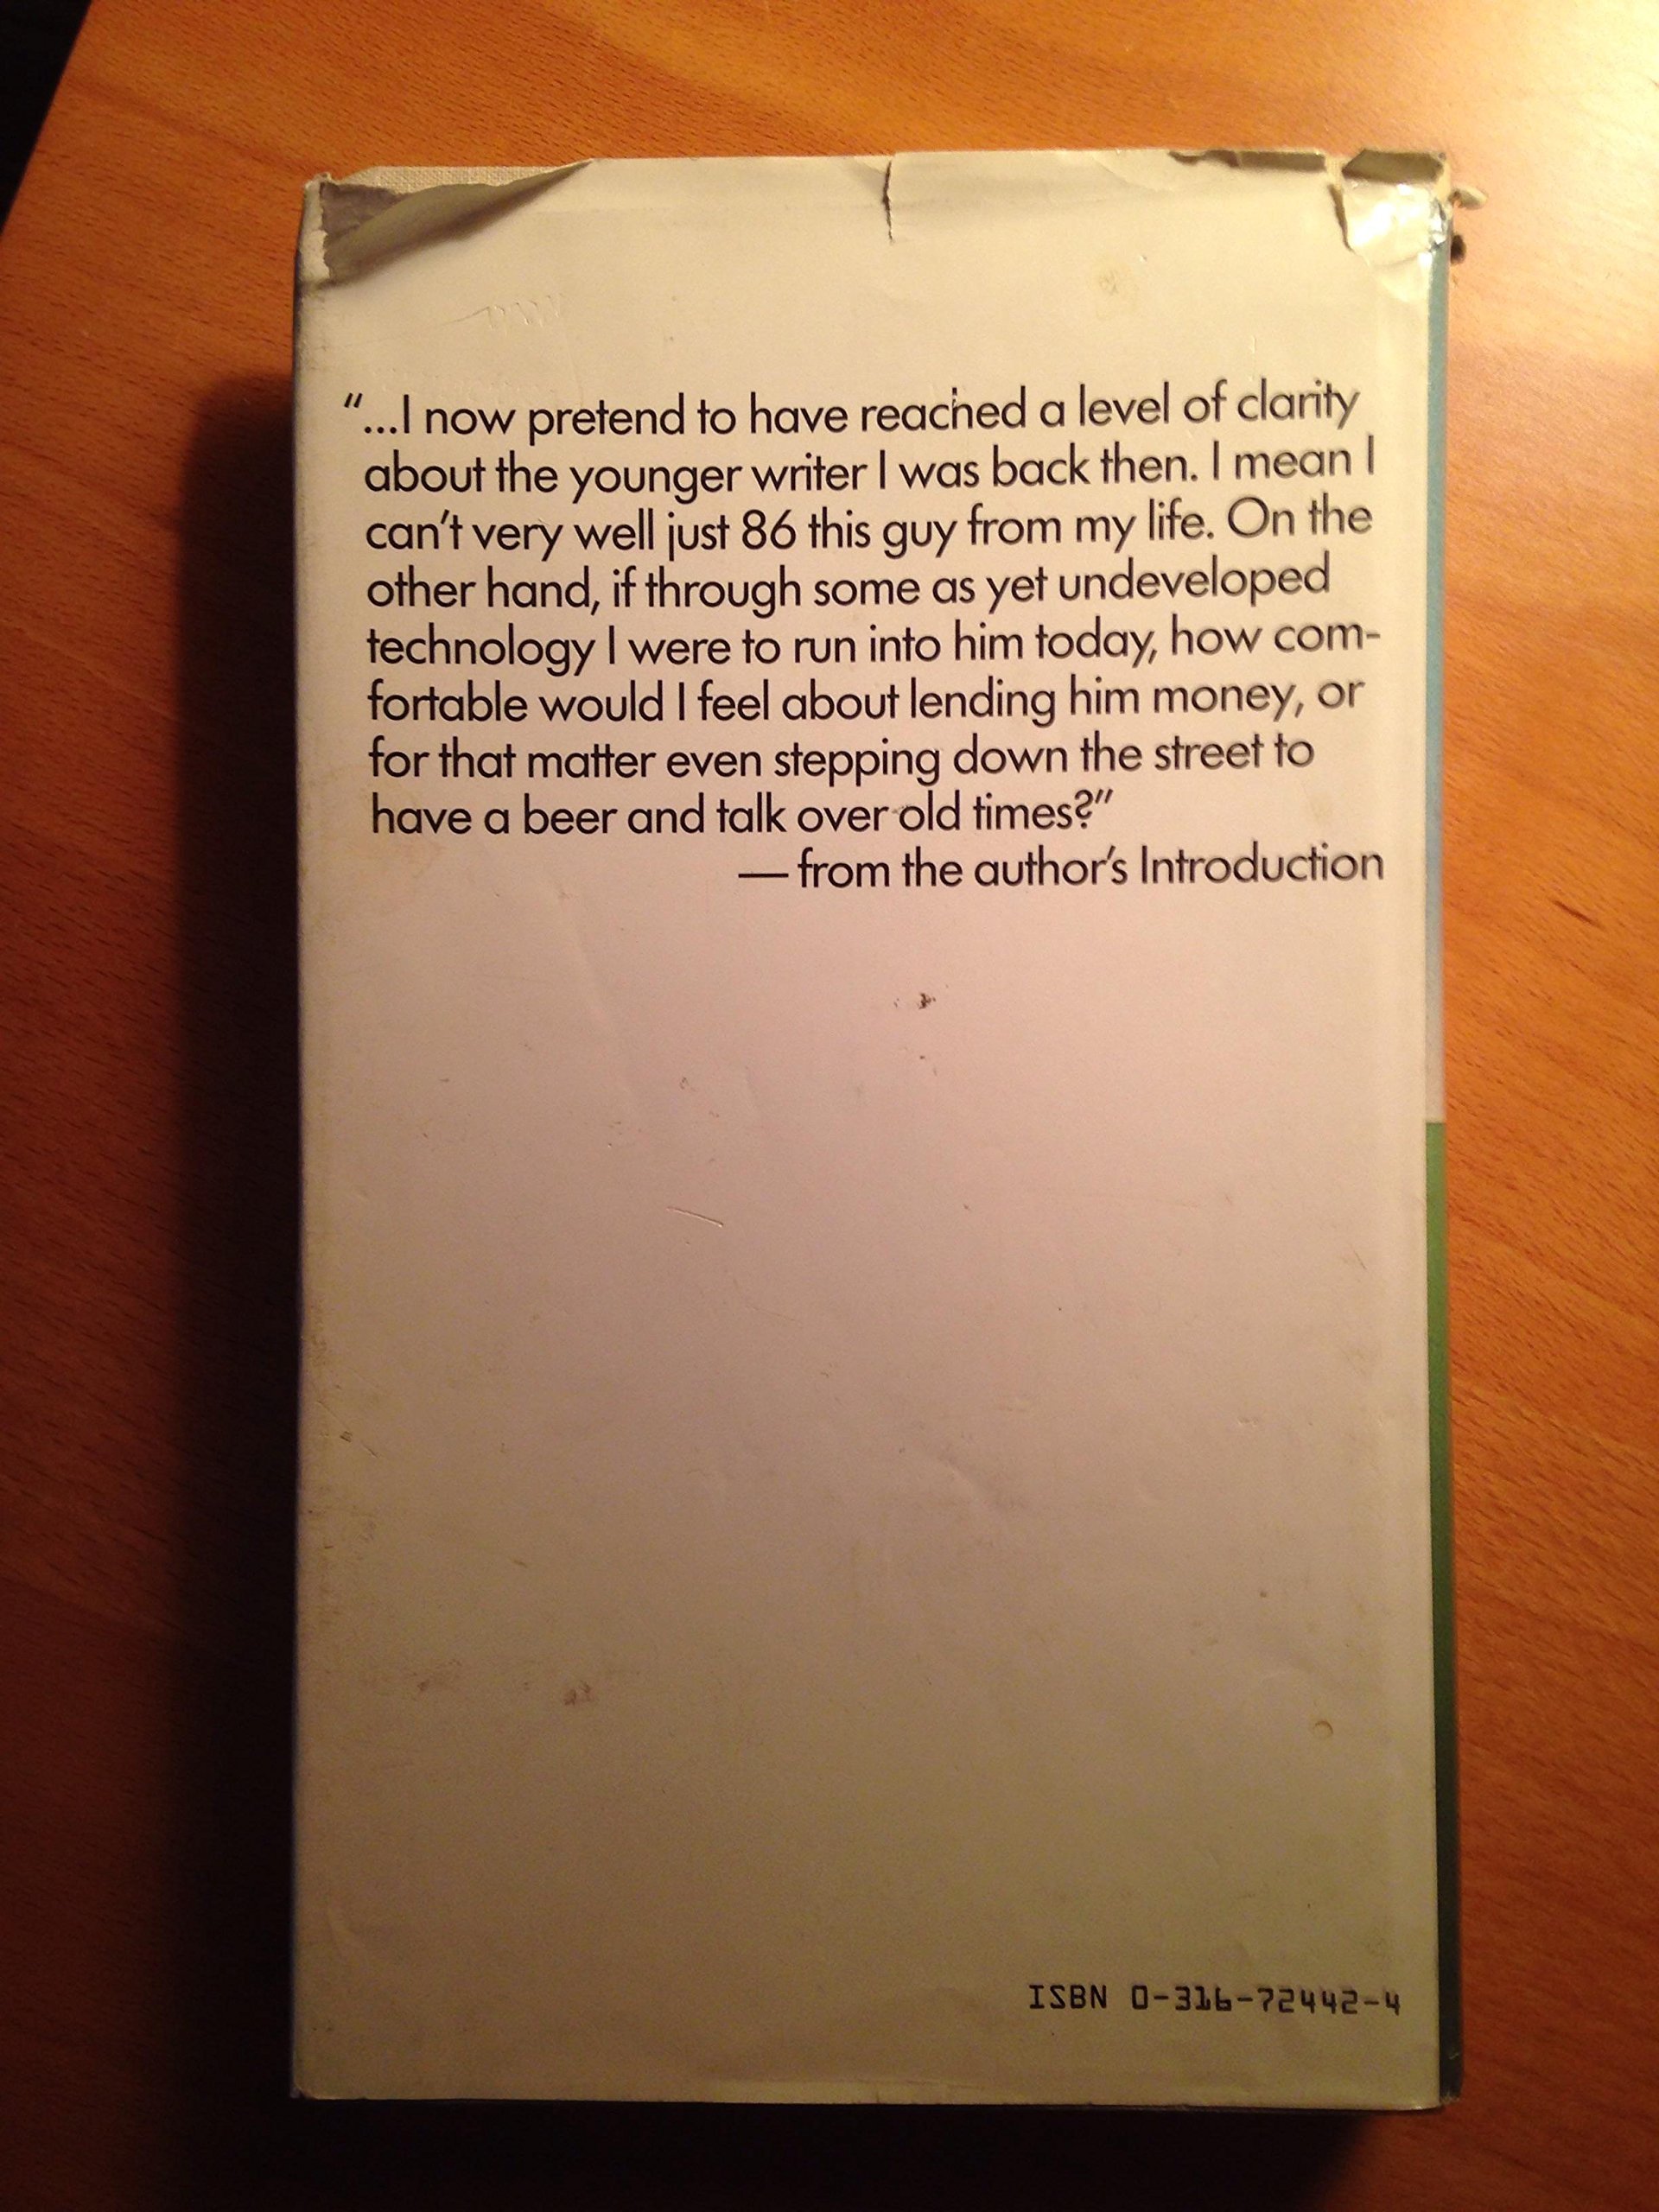 “...I now pretend to have reached a level of clarity
about the younger writer I was back then. I mean I
can’t very well just 86 this guy from my life. On the
other hand, if through some as yet undeveloped
technology I were to run into him today, how com-
fortable would I feel about lending him money, or
for that matter even stepping down the street to
have a beer and talk over old times?”
— from the author’s Introduction
ISBN 0-316-72442-4